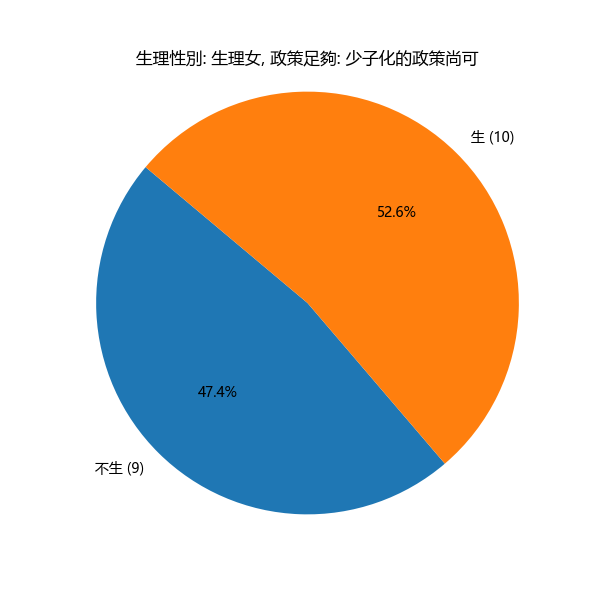 生理性別: 生理女, 政策足夠: 少子化的政策尚可
生 (10)
52.6%
47.4%
不生 (9)